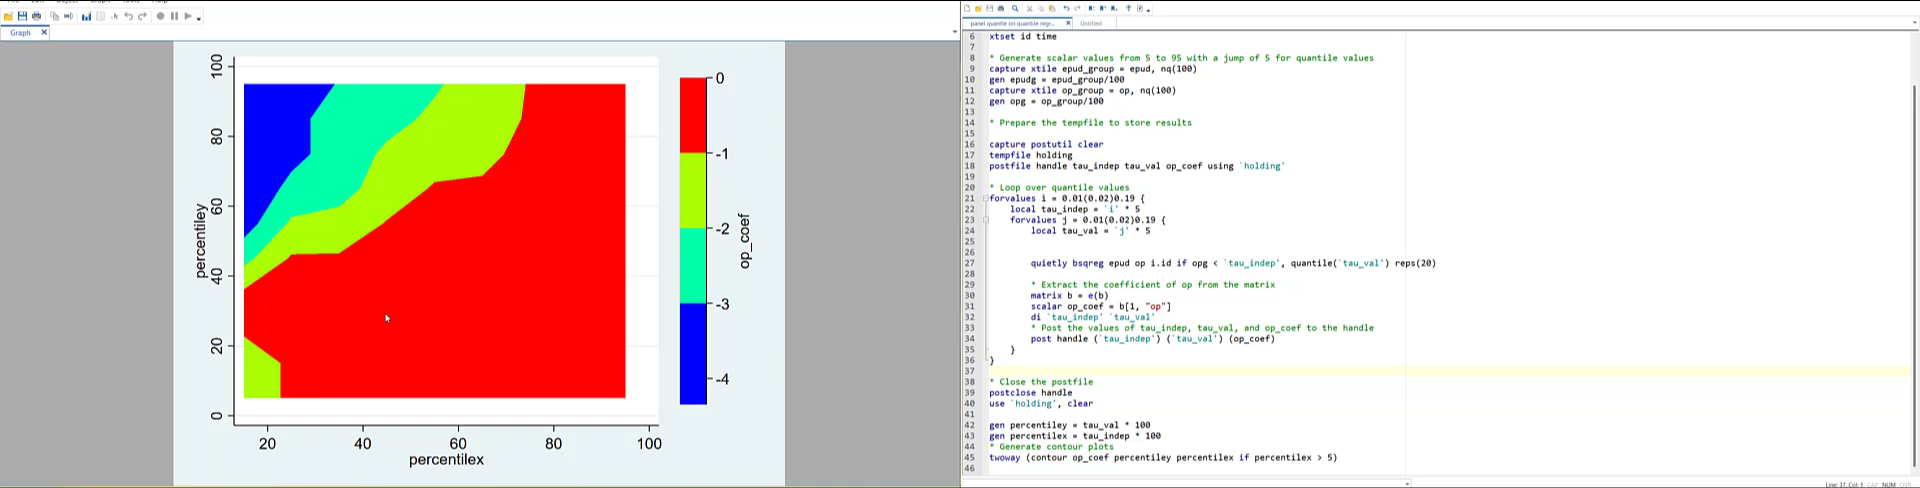 Graph
100
80
60
40
20
0
percentiley
20
40
60
80
100
percentilex
0
-1
-2
-3
-4
op_coef
panel quantile on quantile regr...
Untitled
6 xtset id time
7
8 * Generate scalar values from 5 to 95 with a jump of 5 for quantile values
9 capture xtile epud_group = epud, nq(100)
10 gen epudg = epud_group/100
11 capture xtile op_group = op, nq(100)
12 gen opg = op_group/100
13
14 * Prepare the tempfile to store results
15
16 capture postutil clear
17 tempfile holding
18 postfile handle tau_indep tau_val op_coef using `holding'
19
20 * Loop over quantile values
21 forvalues i = 0.01(0.02)0.19 {
22 local tau_indep = `i' * 5
23 forvalues j = 0.01(0.02)0.19 {
24 local tau_val = `j' * 5
25
26
27 quietly bsqreg epud op i.id if opg < `tau_indep', quantile(`tau_val') reps(20)
28
29 * Extract the coefficient of op from the matrix
30 matrix b = e(b)
31 scalar op_coef = b[1, "op"]
32 di `tau_indep' `tau_val'
33 * Post the values of tau_indep, tau_val, and op_coef to the handle
34 post handle (`tau_indep') (`tau_val') (op_coef)
35 }
36 }
37
38 * Close the postfile
39 postclose handle
40 use `holding', clear
41
42 gen percentiley = tau_val * 100
43 gen percentilex = tau_indep * 100
44 * Generate contour plots
45 twoway (contour op_coef percentiley percentilex if percentilex > 5)
46
Line: 37, Col: 1 CAP NUM OVR